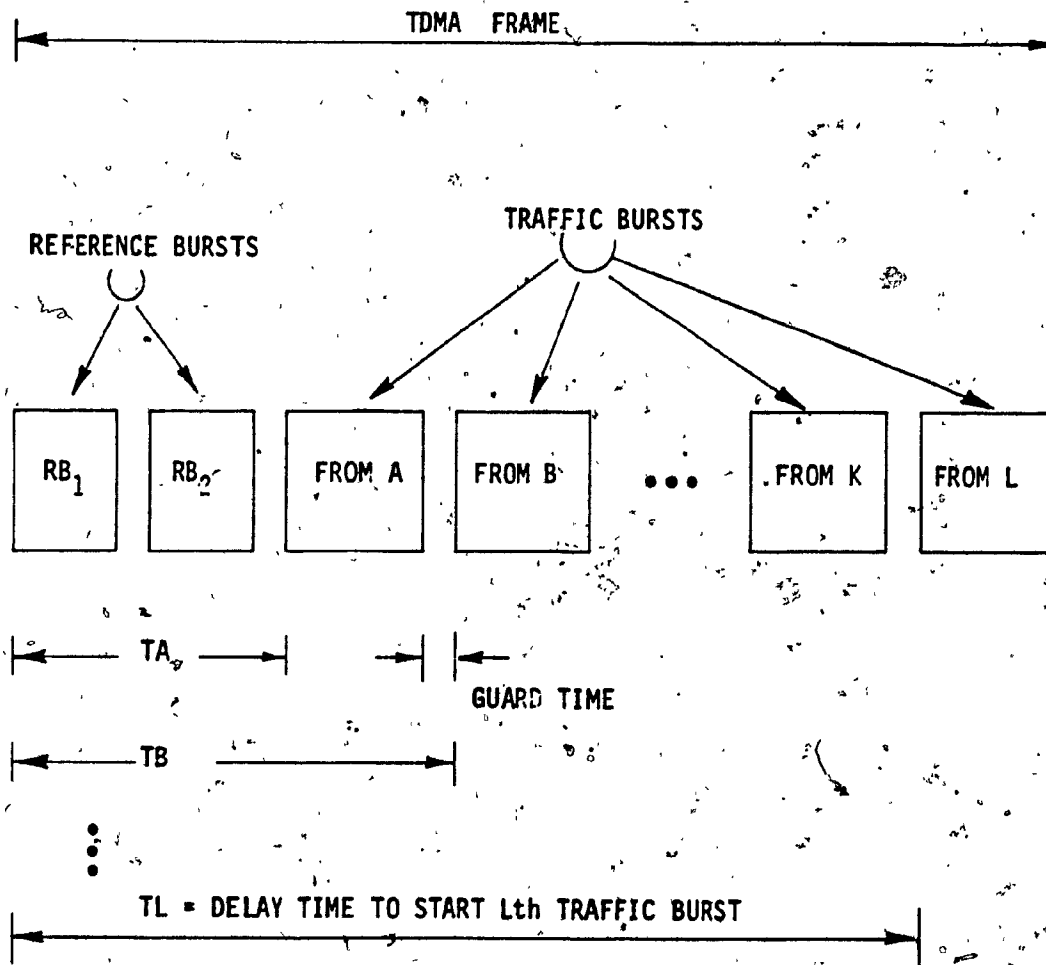 TDMA FRAME
TRAFFIC BURSTS
REFERENCE BURSTS
RB1
RB2
FROM A
FROM B
•••
FROM K
FROM L
TA
GUARD TIME
TB
TL = DELAY TIME TO START Lth TRAFFIC BURST